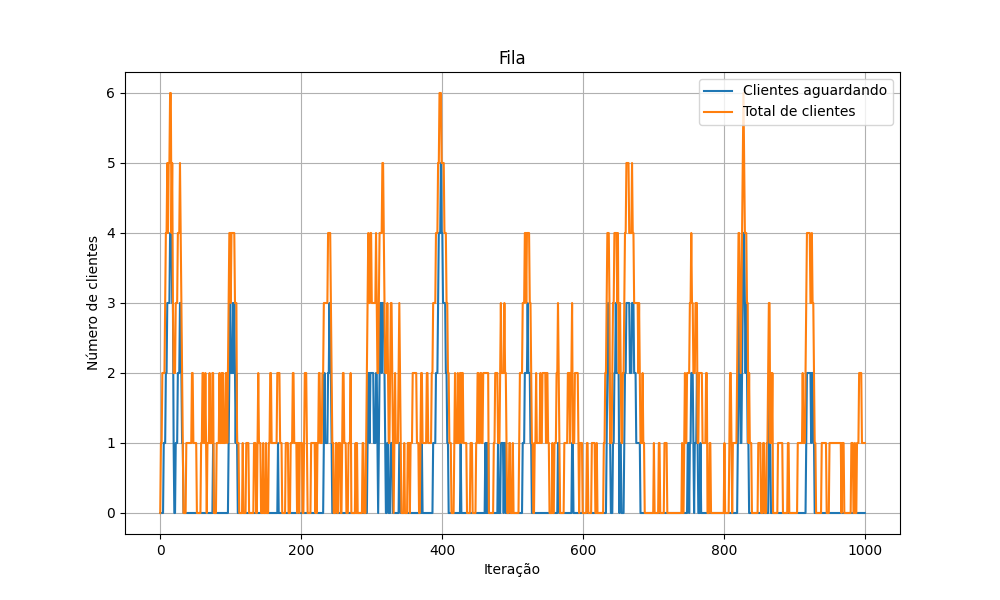 Fila
Clientes aguardando
Total de clientes
Número de clientes
6
5
4
3
2
1
0
0
200
400
600
800
1000
Iteração